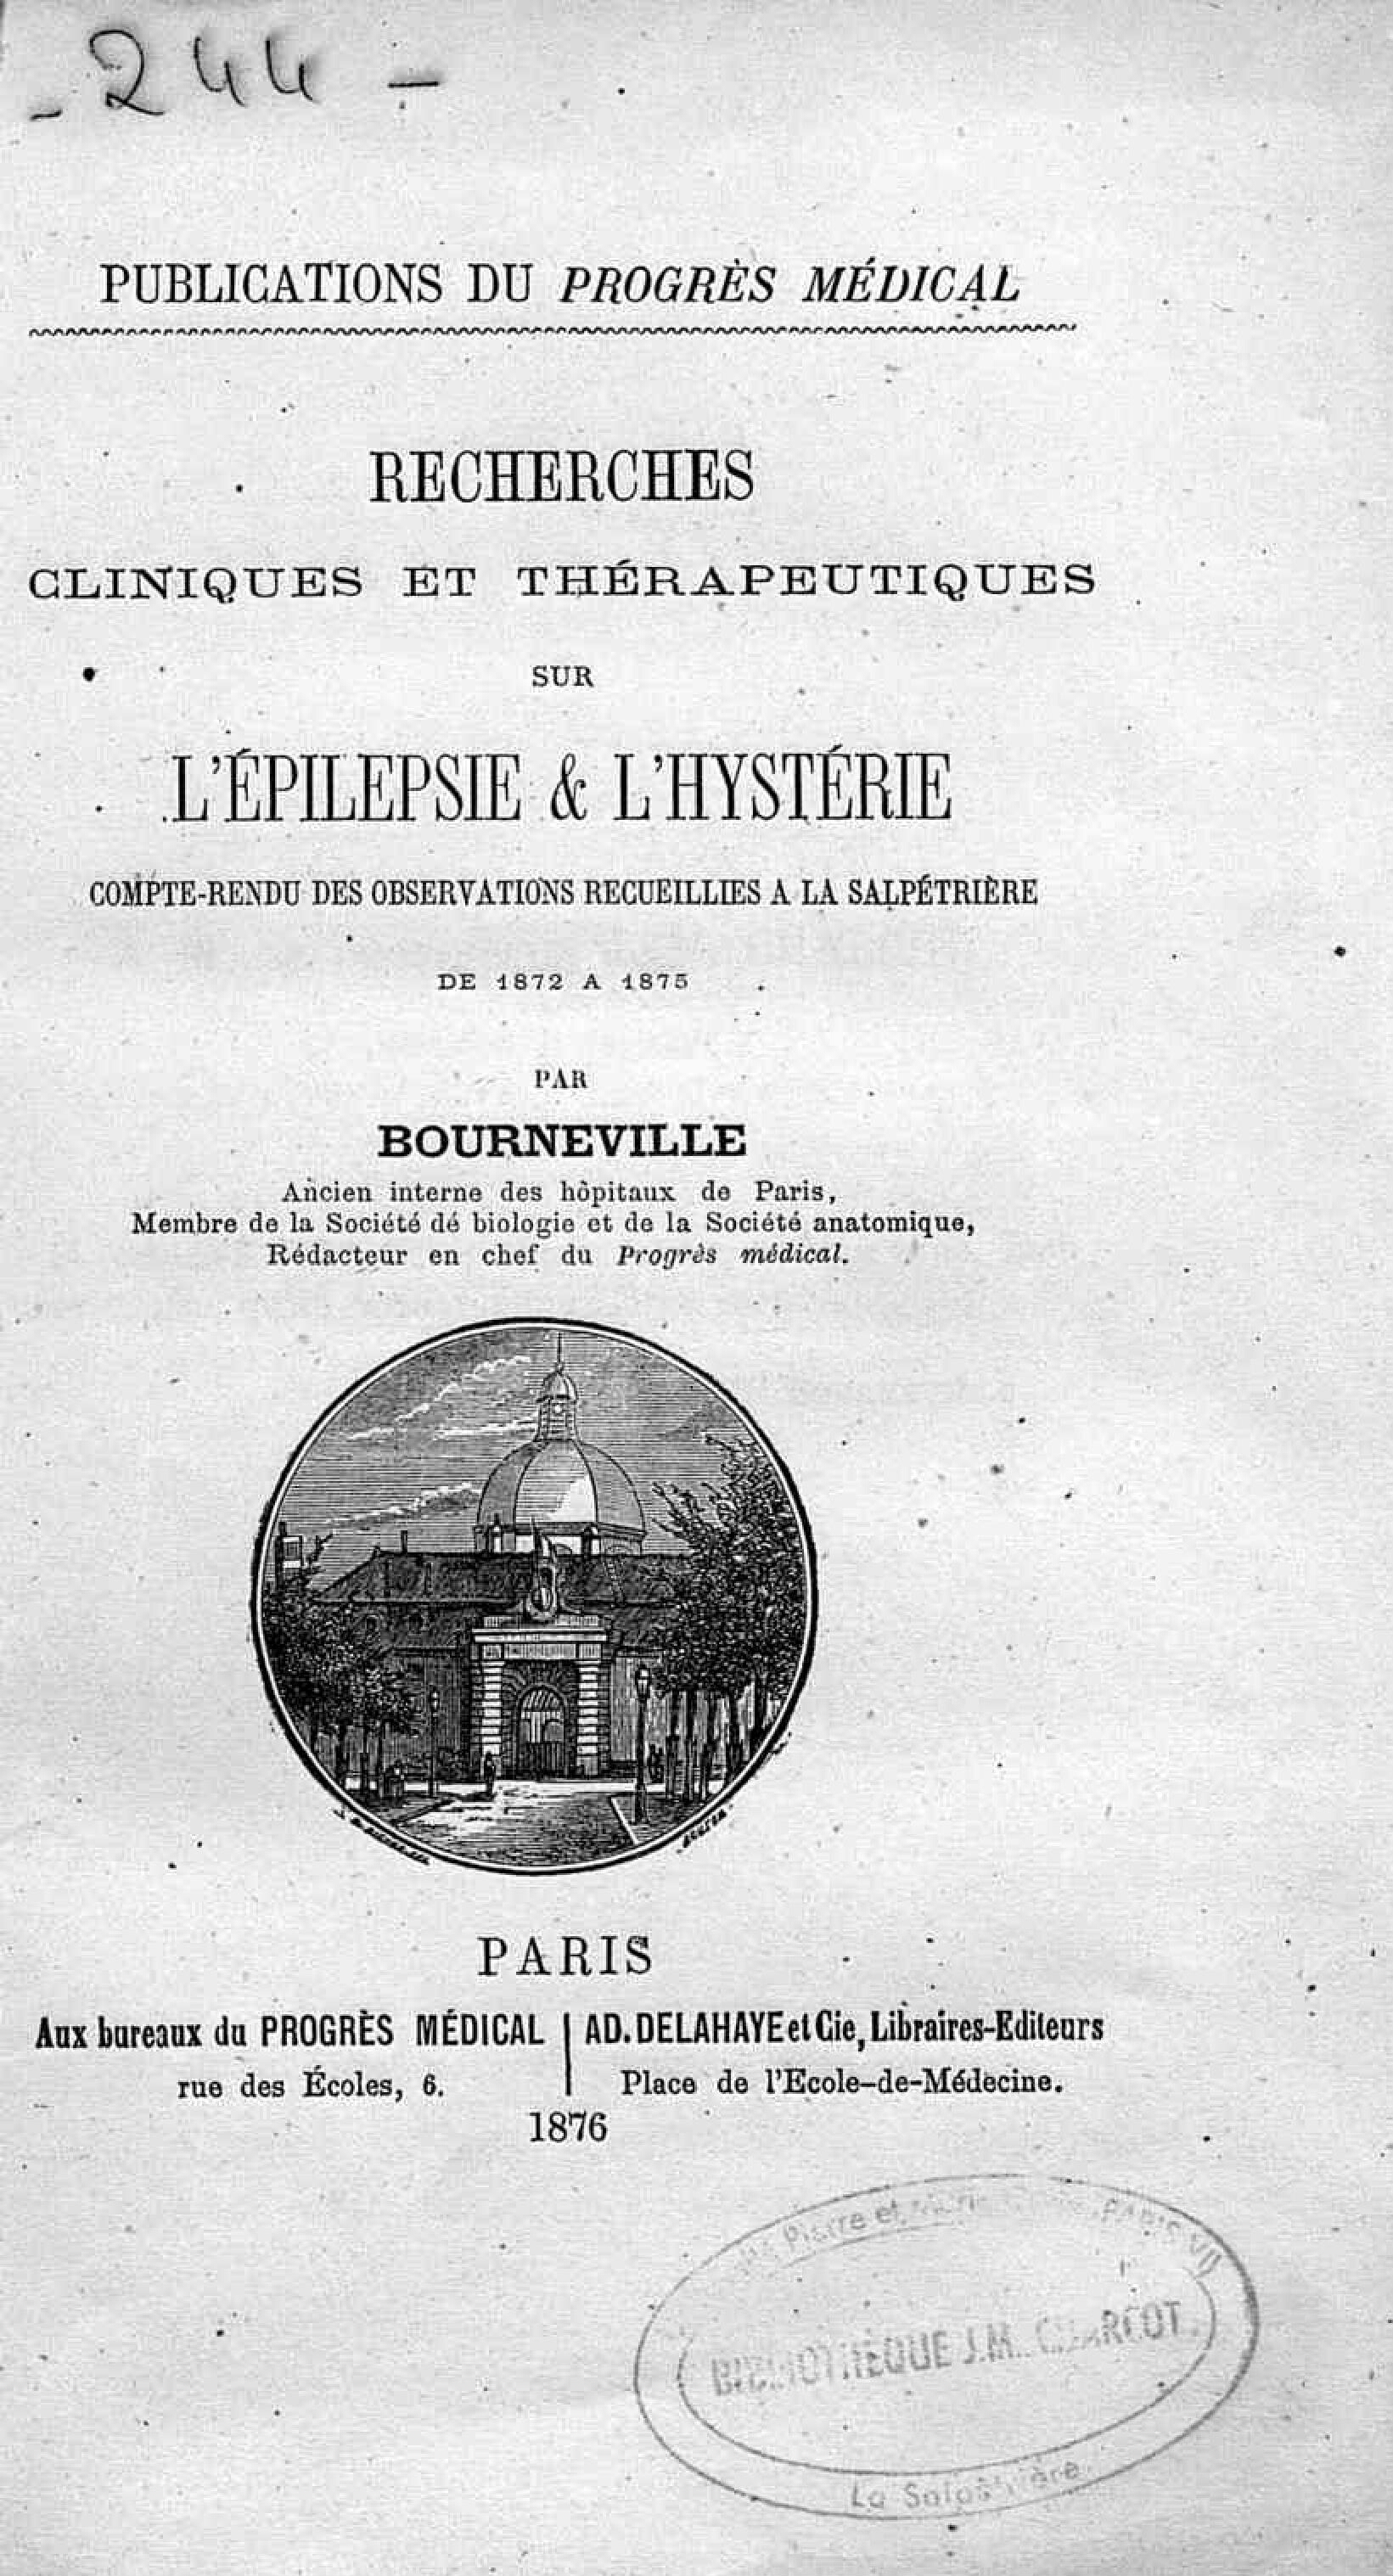 - 244 -
PUBLICATIONS DU PROGRÈS MÉDICAL
RECHERCHES
CLINIQUES ET THÉRAPEUTIQUES
SUR
L'ÉPILEPSIE & L'HYSTÉRIE
COMPTE-RENDU DES OBSERVATIONS RECUEILLIES A LA SALPÉTRIÈRE
DE 1872 A 1875
PAR
BOURNEVILLE
Ancien interne des hôpitaux de Paris,
Membre de la Société dé biologie et de la Société anatomique,
Rédacteur en chef du Progrès médical.
PARIS
Aux bureaux du PROGRÈS MÉDICAL
rue des Écoles, 6.
AD. DELAHAYE et Cie, Libraires-Editeurs
Place de l'Ecole-de-Médecine.
1876
Pierre et PARIS VI
BIBLIOTHÈQUE J.M. CHARCOT
La Salpêtrière